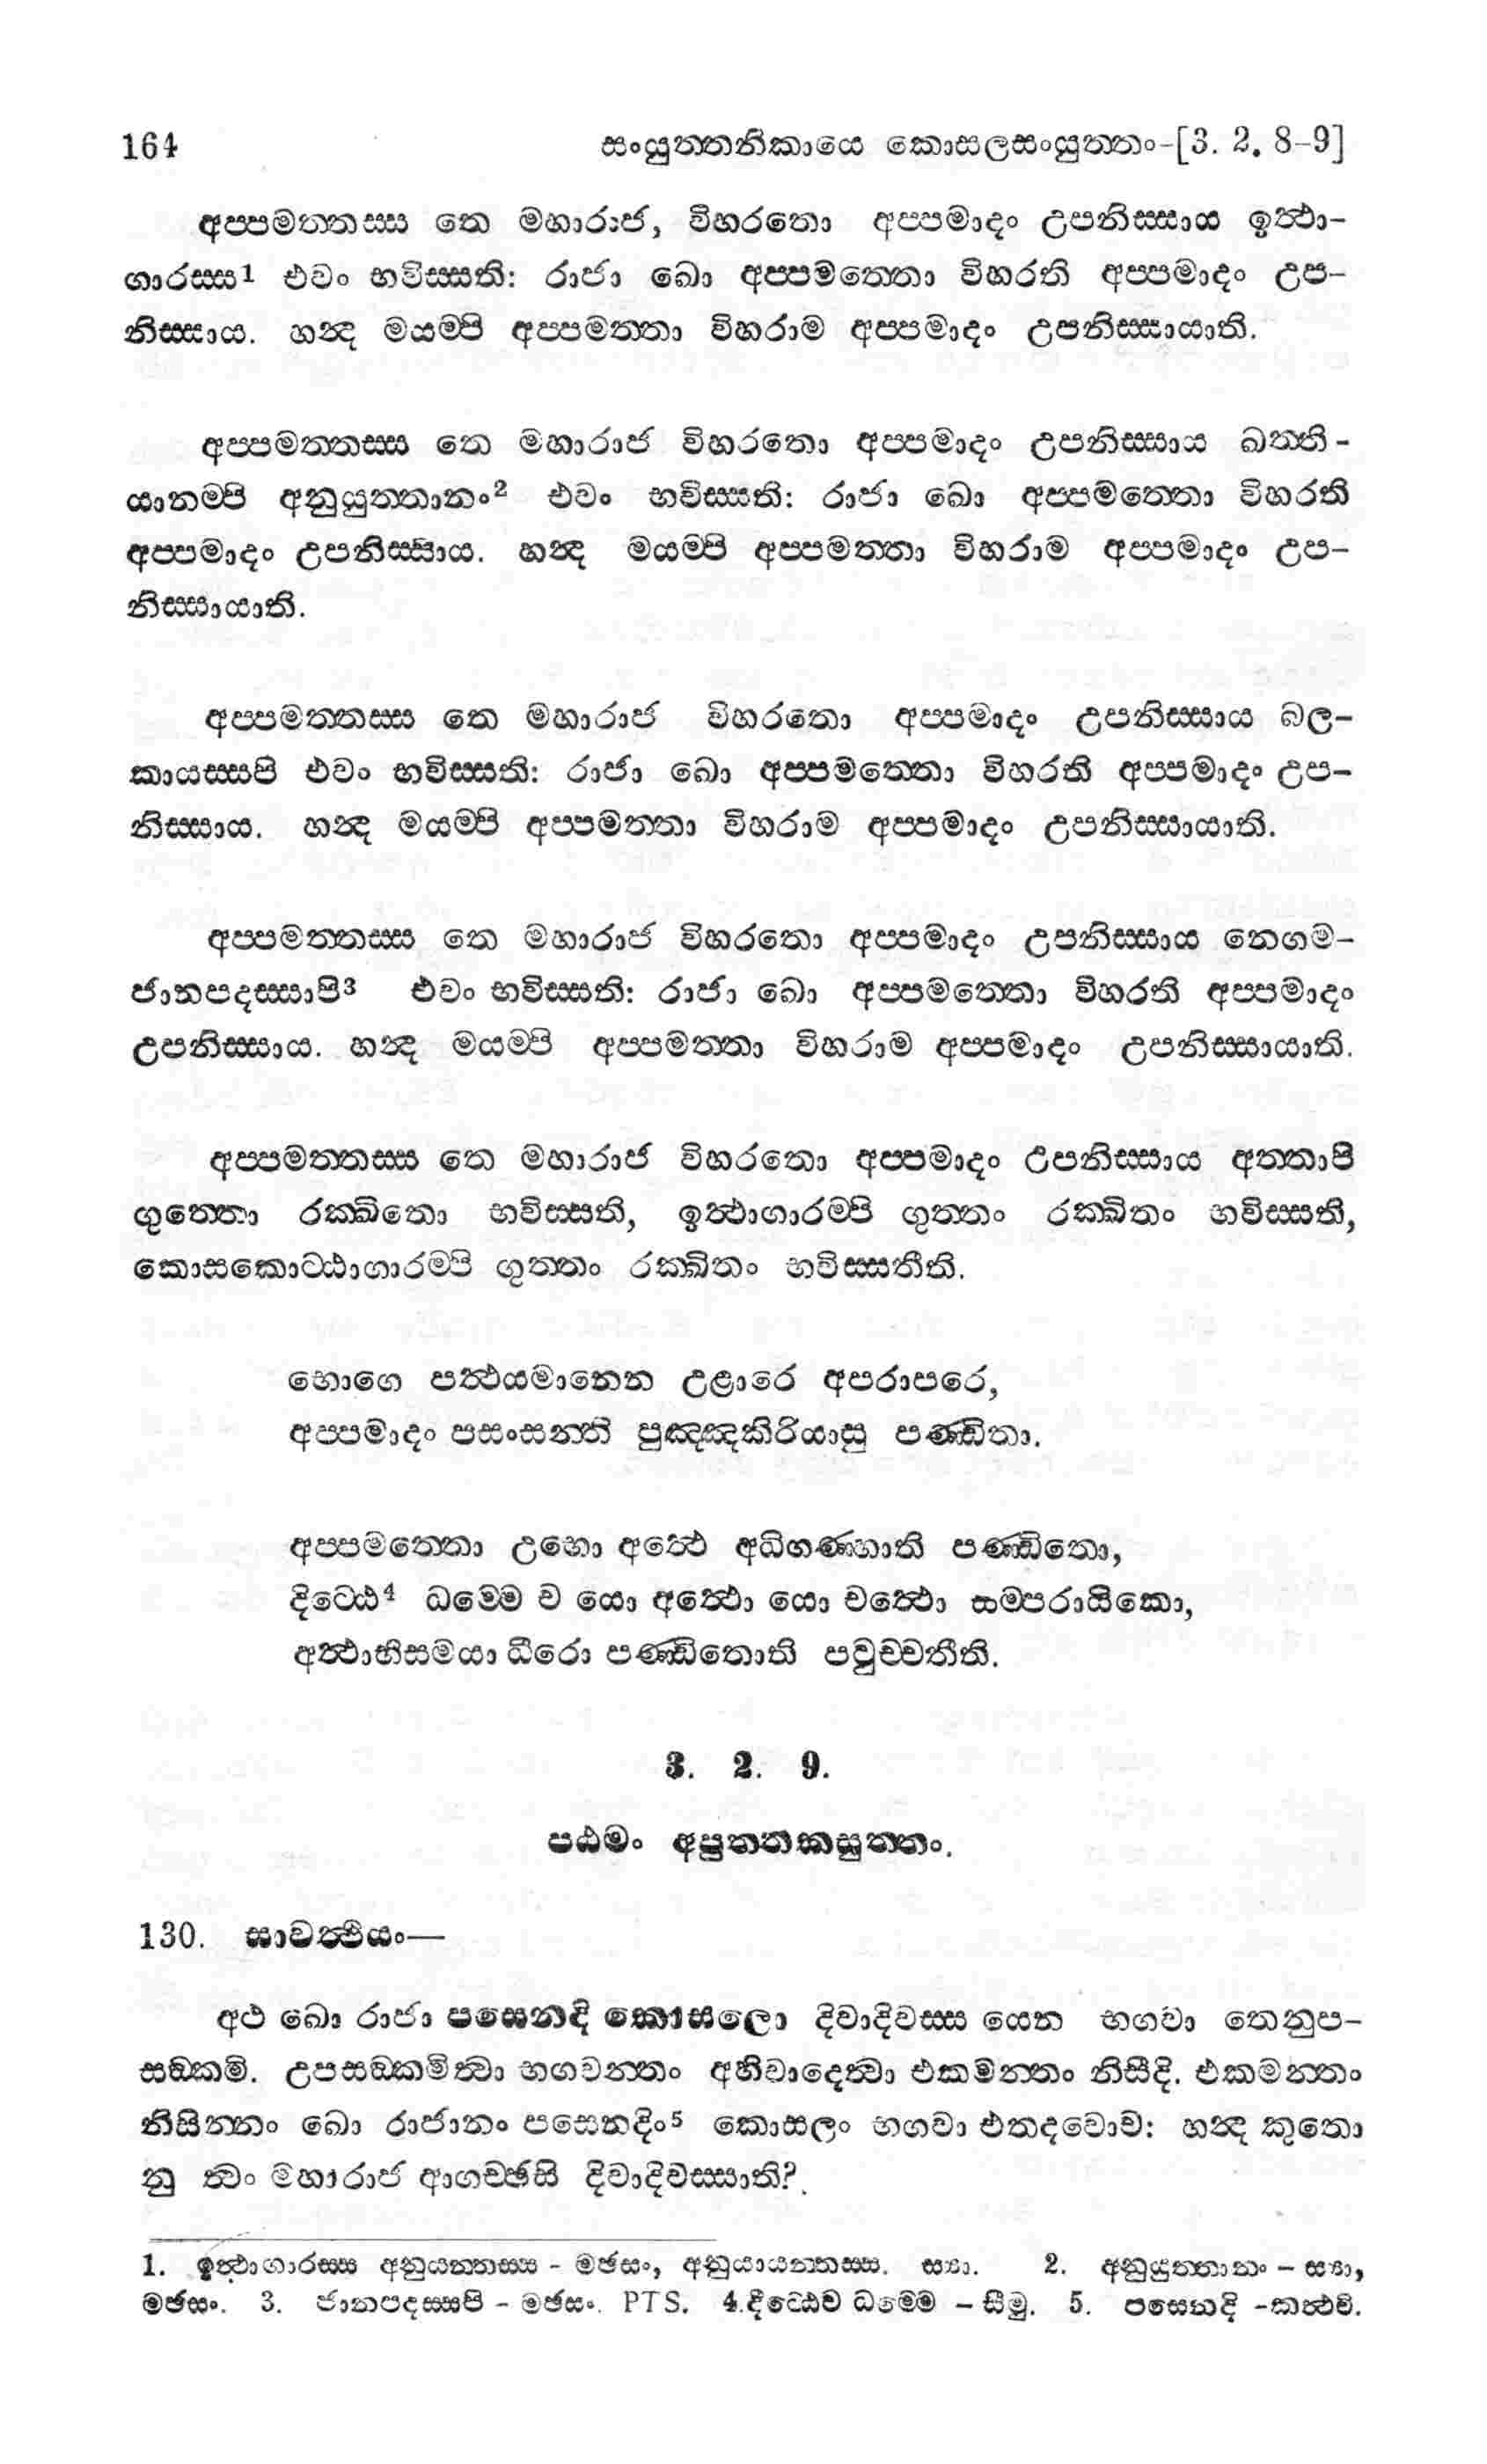 164 සංයුත්තනිකායෙ කොසලසංයුත්තං-[3. 2. 8-9]
අප්පමත්තස්ස තෙ මහාරාජ, විහරතො අප්පමාදං උපනිස්සාය ඉත්ථා-
ගාරස්ස1 එවං භවිස්සති: රාජා ඛො අප්පමත්තො විහරති අප්පමාදං උප-
නිස්සාය. හන්ද මයම්පි අප්පමත්තා විහරාම අප්පමාදං උපනිස්සායාති.
අප්පමත්තස්ස තෙ මහාරාජ විහරතො අප්පමාදං උපනිස්සාය ඛත්ති-
යානම්පි අනුයුත්තානං2 එවං භවිස්සති: රාජා ඛො අප්පමත්තො විහරති
අප්පමාදං උපනිස්සාය. හන්ද මයම්පි අප්පමත්තා විහරාම අප්පමාදං උප-
නිස්සායාති.
අප්පමත්තස්ස තෙ මහාරාජ විහරතො අප්පමාදං උපනිස්සාය බල-
කායස්සපි එවං භවිස්සති: රාජා ඛො අප්පමත්තො විහරති අප්පමාදං උප-
නිස්සාය. හන්ද මයම්පි අප්පමත්තා විහරාම අප්පමාදං උපනිස්සායාති.
අප්පමත්තස්ස තෙ මහාරාජ විහරතො අප්පමාදං උපනිස්සාය නෙගම-
ජානපදස්සාපි3 එවං භවිස්සති: රාජා ඛො අප්පමත්තො විහරති අප්පමාදං
උපනිස්සාය. හන්ද මයම්පි අප්පමත්තා විහරාම අප්පමාදං උපනිස්සායාති.
අප්පමත්තස්ස තෙ මහාරාජ විහරතො අප්පමාදං උපනිස්සාය අත්තාපි
ගුත්තො රක්ඛිතො භවිස්සති, ඉත්ථාගාරම්පි ගුත්තං රක්ඛිතං භවිස්සති,
කොසකොට්ඨාගාරම්පි ගුත්තං රක්ඛිතං භවිස්සතීති.
භොගෙ පත්ථයමානෙන උළාරෙ අපරාපරෙ,
අප්පමාදං පසංසන්ති පුඤ්ඤකිරියාසු පණ්ඩිතා.
අප්පමත්තො උභො අත්ථෙ අධිගණ්හාති පණ්ඩිතො,
දිට්ඨෙ4 ධම්මෙ ච යො අත්ථො යො චත්ථො සම්පරායිකො,
අත්ථාභිසමයා ධීරො පණ්ඩිතොති පවුච්චතීති.
3. 2. 9.
පඨමං අපුත්තකසුත්තං.
130. සාවත්ථියං—
අථ ඛො රාජා පසෙනදි කොසලො දිවාදිවස්ස යෙන භගවා තෙනුප-
සඞ්කමි. උපසඞ්කමිත්වා භගවන්තං අභිවාදෙත්වා එකමන්තං නිසීදි. එකමන්තං
නිසින්නං ඛො රාජානං පසෙනදිං5 කොසලං භගවා එතදවොච: හන්ද කුතො
නු ත්වං මහාරාජ ආගච්ඡසි දිවාදිවස්සාති?
1. ඉත්ථාගාරස්ස අනුයන්තස්ස - මඡසං, අනුයායන්තස්ස. ස්‍යා. 2. අනුයුත්තානං - ස්‍යා,
මඡසං. 3. ජානපදස්සපි - මඡසං. PTS. 4.දිට්ඨෙව ධම්මෙ - සීමු. 5. පසෙනදි -කත්‍ථචි.